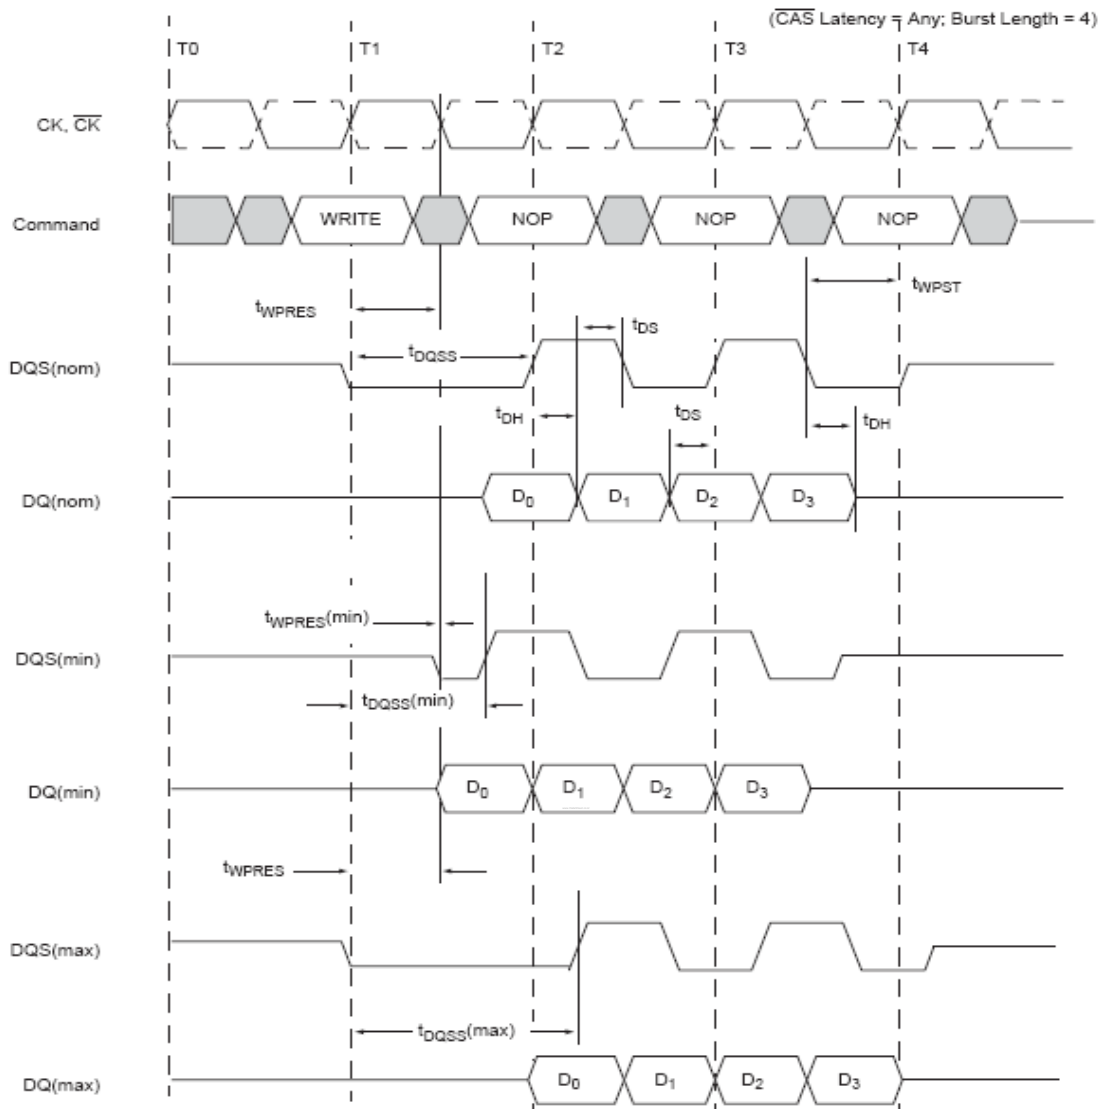 (CAS Latency = Any; Burst Length = 4)
T0 T1 T2 T3 T4
CK, CK
Command WRITE NOP NOP NOP
tWPST
tWPRES
tDS
DQS(nom) tDQSS
tDH tDS tDH
DQ(nom) D0 D1 D2 D3
tWPRES(min)
DQS(min)
tDQSS(min)
DQ(min) D0 D1 D2 D3
tWPRES
DQS(max)
tDQSS(max)
DQ(max) D0 D1 D2 D3